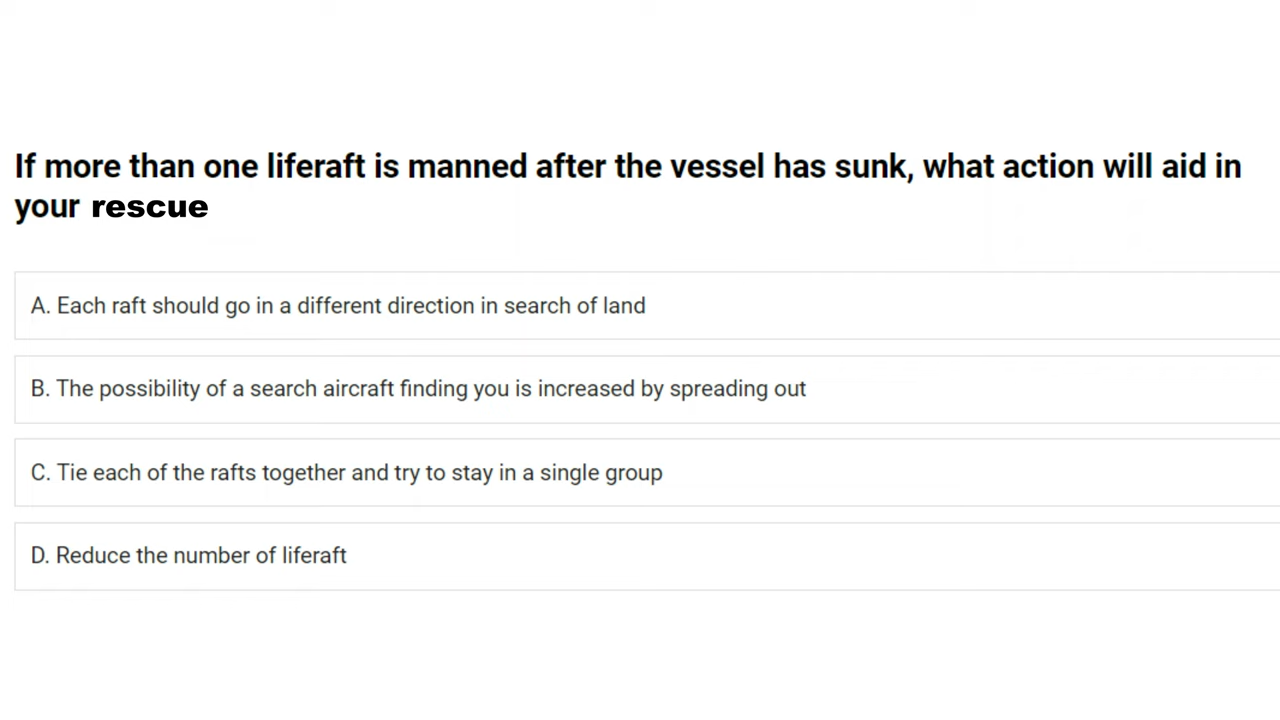 If more than one liferaft is manned after the vessel has sunk, what action will aid in
your rescue
A. Each raft should go in a different direction in search of land
B. The possibility of a search aircraft finding you is increased by spreading out
C. Tie each of the rafts together and try to stay in a single group
D. Reduce the number of liferaft